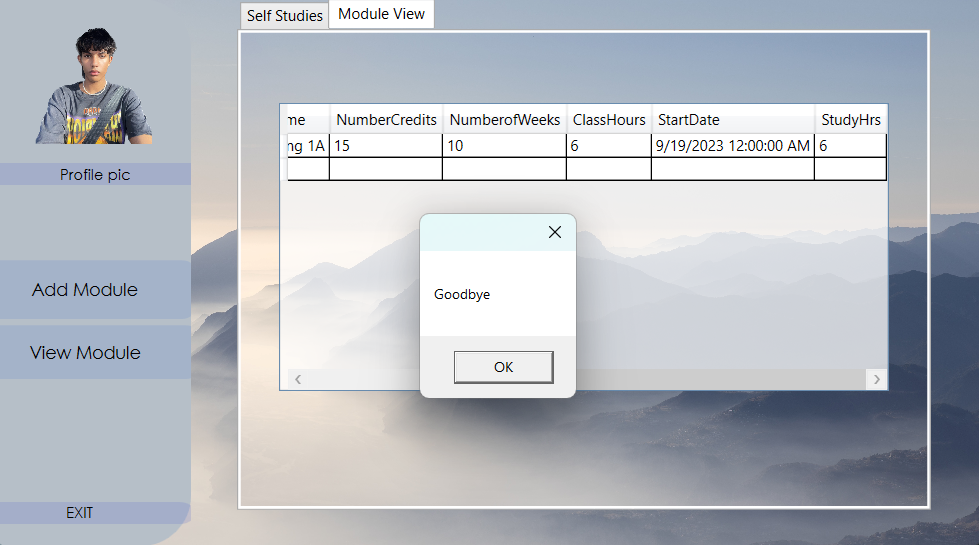 Self Studies
Module View
Profile pic
Add Module
View Module
EXIT
me NumberCredits NumberofWeeks ClassHours StartDate StudyHrs
ng 1A 15 10 6 9/19/2023 12:00:00 AM 6
Goodbye
OK